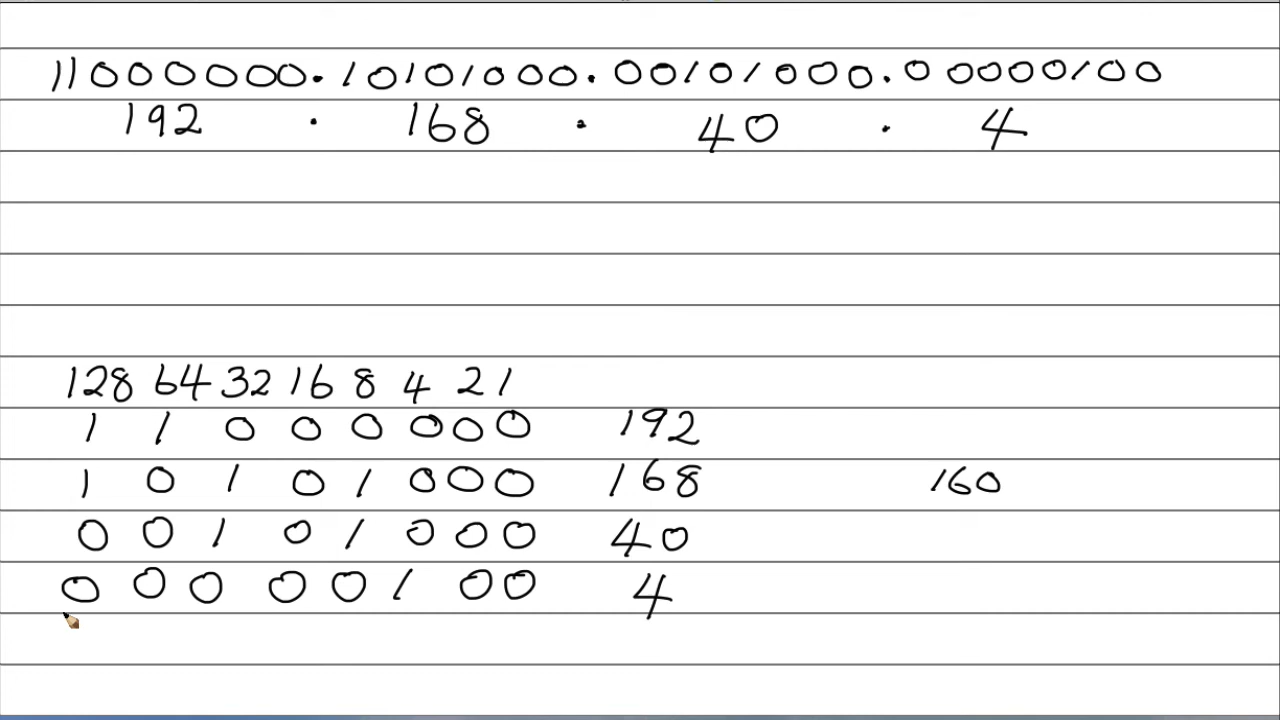 11000000.10101000.00101000.00000100
192 . 168 . 40 . 4
128 64 32 16 8 4 2 1
1 1 0 0 0 0 0 0 192
1 0 1 0 1 0 0 0 168 160
0 0 1 0 1 0 0 0 40
0 0 0 0 0 1 0 0 4